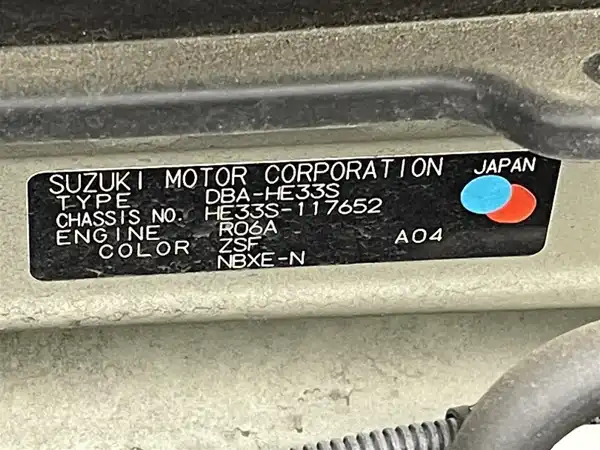 SUZUKI MOTOR CORPORATION JAPAN
TYPE DBA-HE33S
CHASSIS NO. HE33S-117652
ENGINE R06A
COLOR ZSF A04
NBXE-N